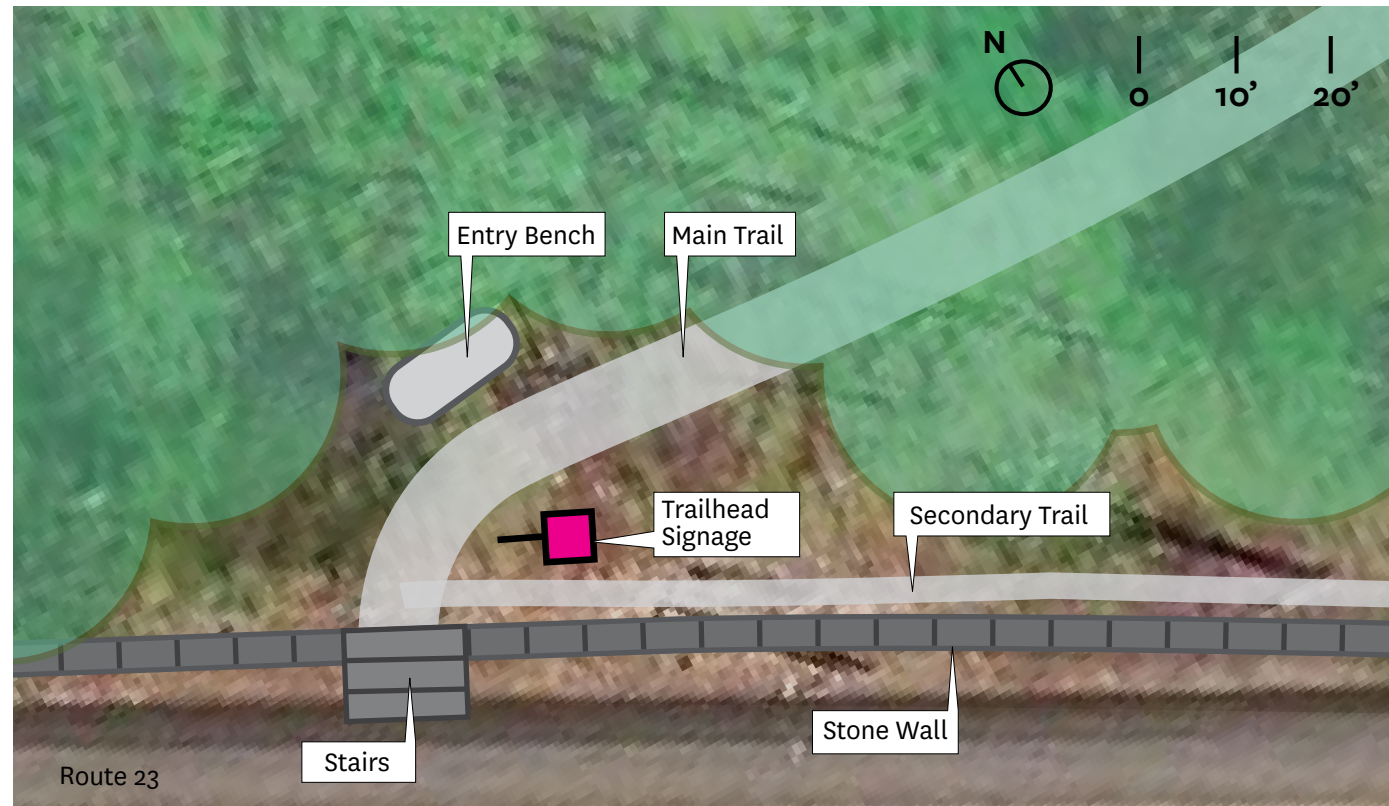 N
0 10’ 20’
Entry Bench
Main Trail
Trailhead
Signage
Secondary Trail
Stone Wall
Stairs
Route 23